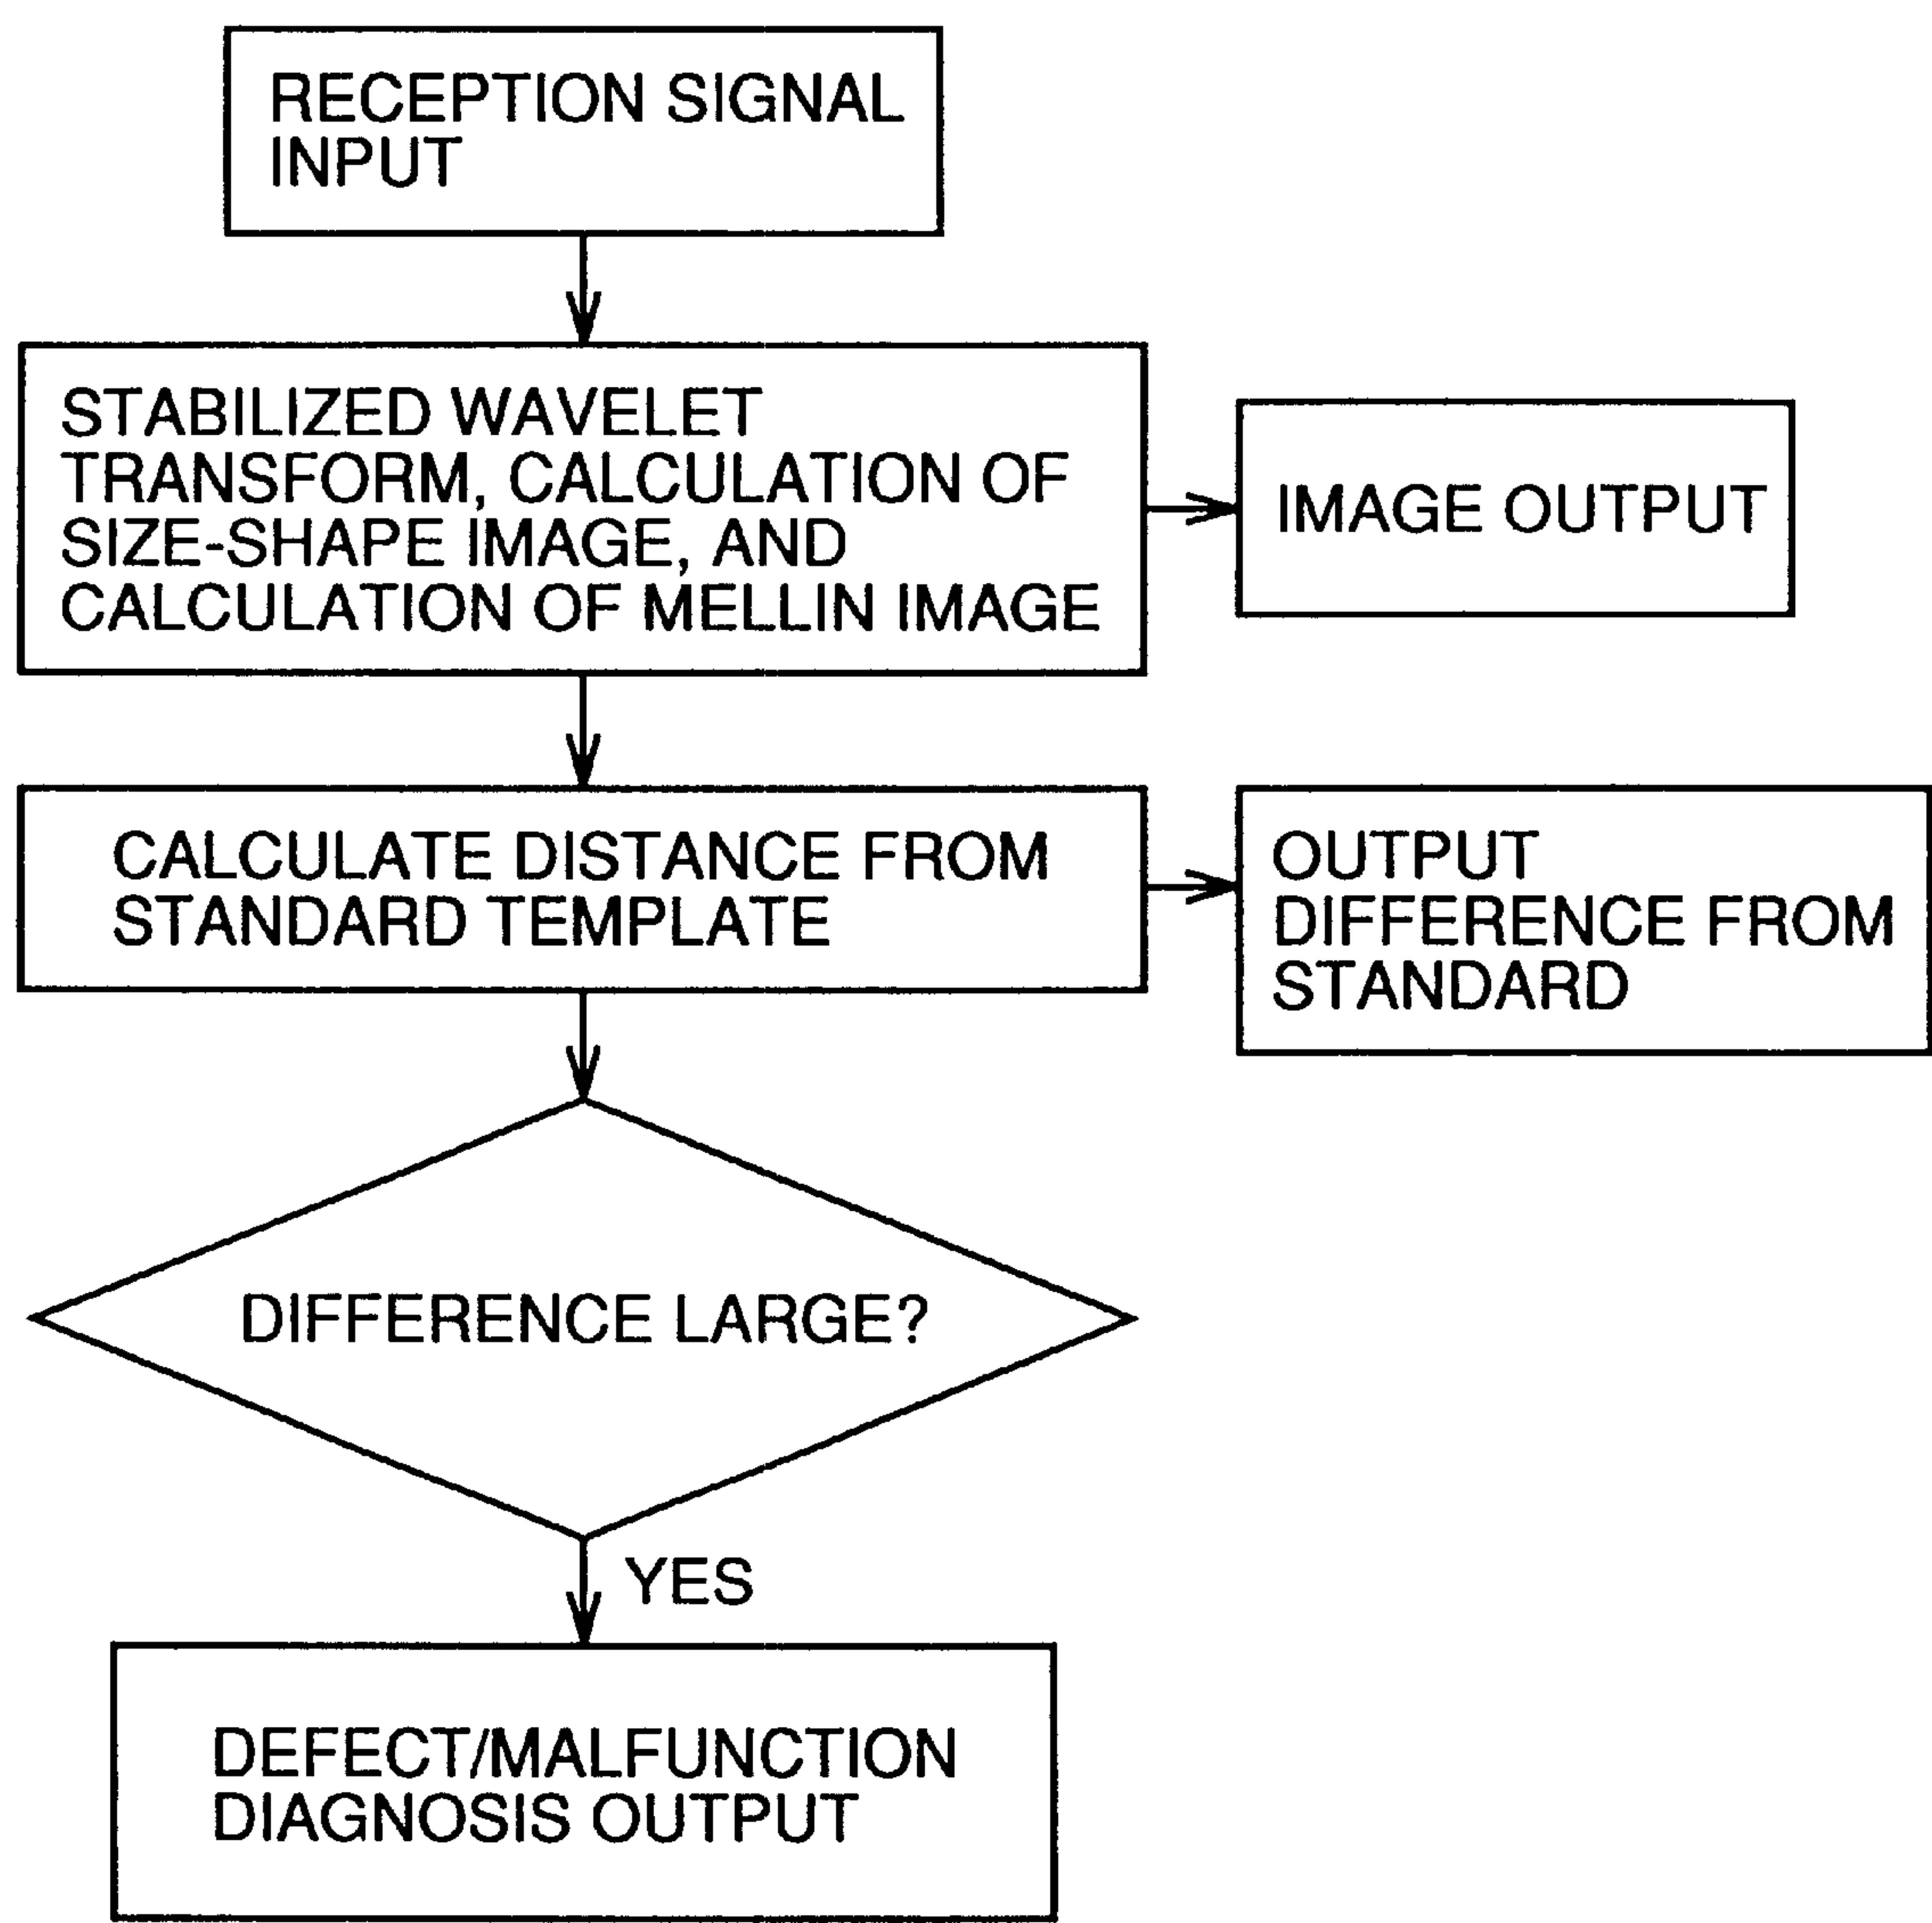 RECEPTION SIGNAL
INPUT
STABILIZED WAVELET
TRANSFORM, CALCULATION OF
SIZE-SHAPE IMAGE, AND
CALCULATION OF MELLIN IMAGE
IMAGE OUTPUT
CALCULATE DISTANCE FROM
STANDARD TEMPLATE
OUTPUT
DIFFERENCE FROM
STANDARD
DIFFERENCE LARGE?
YES
DEFECT/MALFUNCTION
DIAGNOSIS OUTPUT